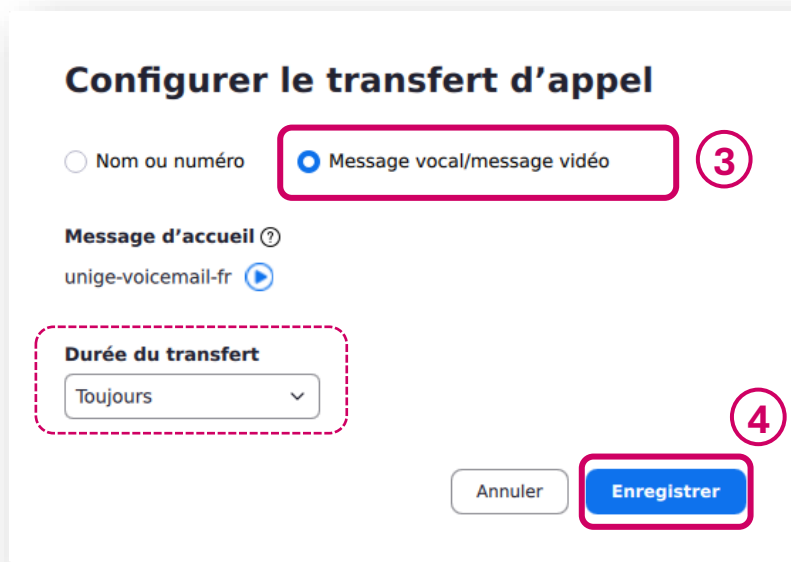 Configurer le transfert d’appel
Nom ou numéro Message vocal/message vidéo 3
Message d’accueil ?
unige-voicemail-fr
Durée du transfert
Toujours
4
Annuler Enregistrer